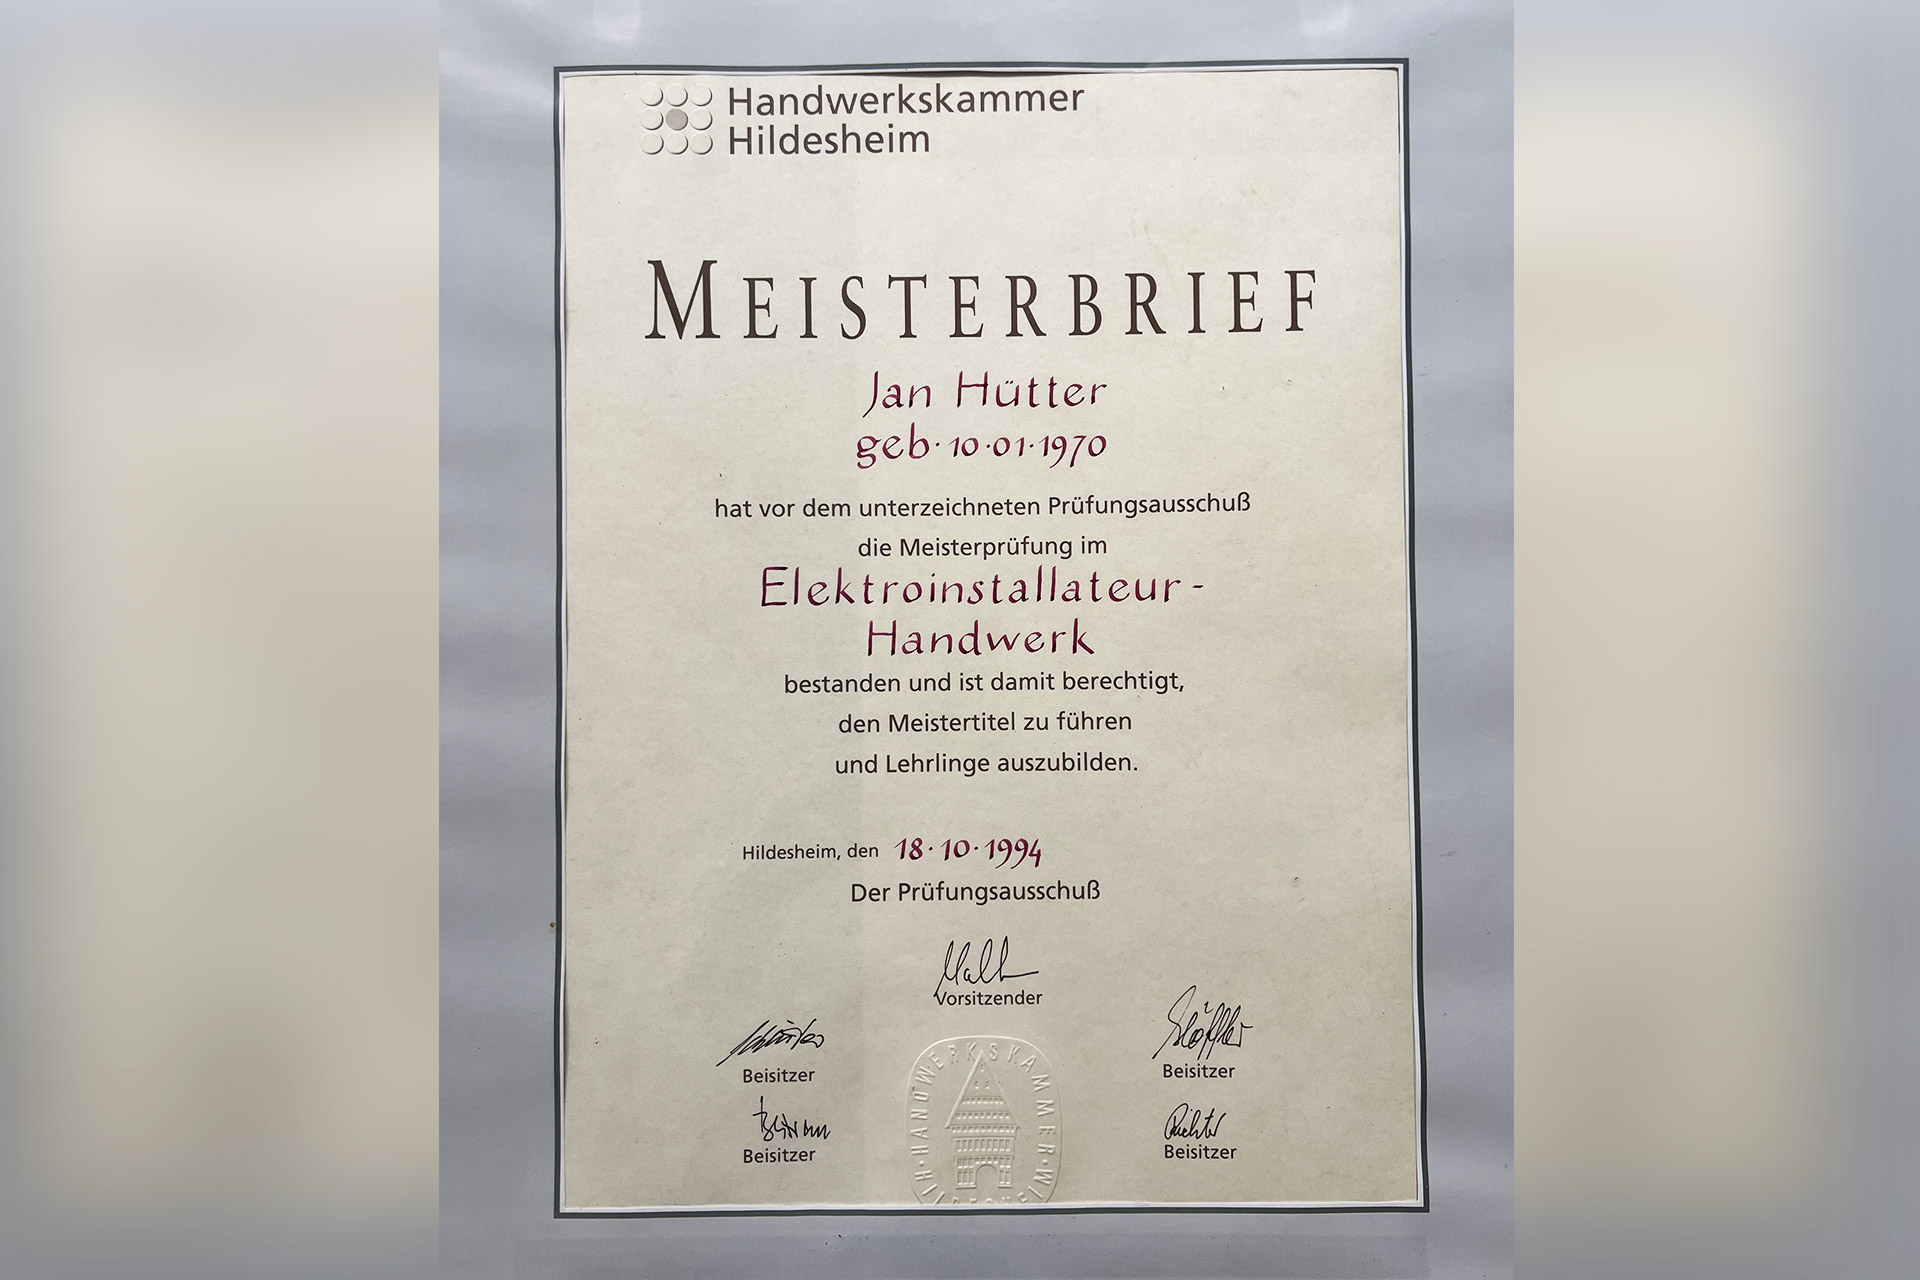 Handwerkskammer
Hildesheim
MEISTERBRIEF
Jan Hütter
geb. 10.01.1970
hat vor dem unterzeichneten Prüfungsausschuß
die Meisterprüfung im
Elektroinstallateur-
Handwerk
bestanden und ist damit berechtigt,
den Meistertitel zu führen
und Lehrlinge auszubilden.
Hildesheim, den 18.10.1994
Der Prüfungsausschuß
Vorsitzender
Beisitzer
Beisitzer
Beisitzer
Richter
Beisitzer
HANDWERKSKAMMER